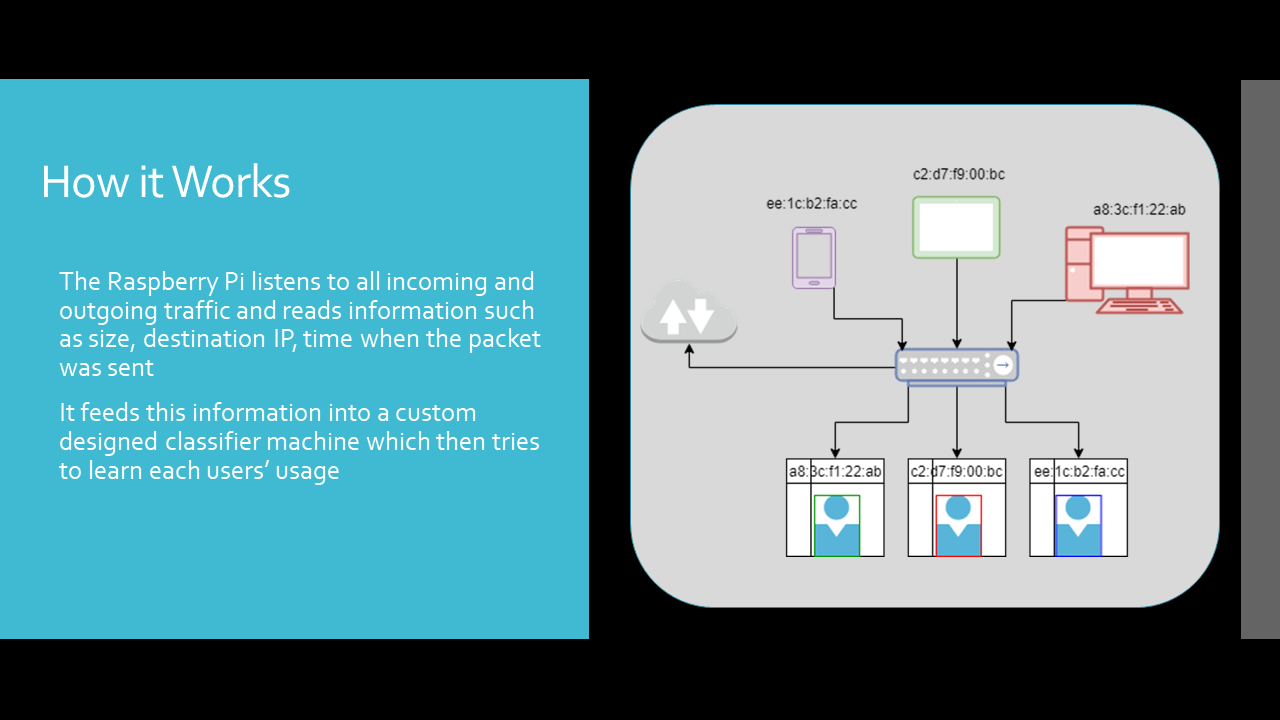 How it Works
The Raspberry Pi listens to all incoming and
outgoing traffic and reads information such
as size, destination IP, time when the packet
was sent
It feeds this information into a custom
designed classifier machine which then tries
to learn each users’ usage
c2:d7:f9:00:bc
ee:1c:b2:fa:cc
a8:3c:f1:22:ab
a8:3c:f1:22:ab
c2:d7:f9:00:bc
ee:1c:b2:fa:cc